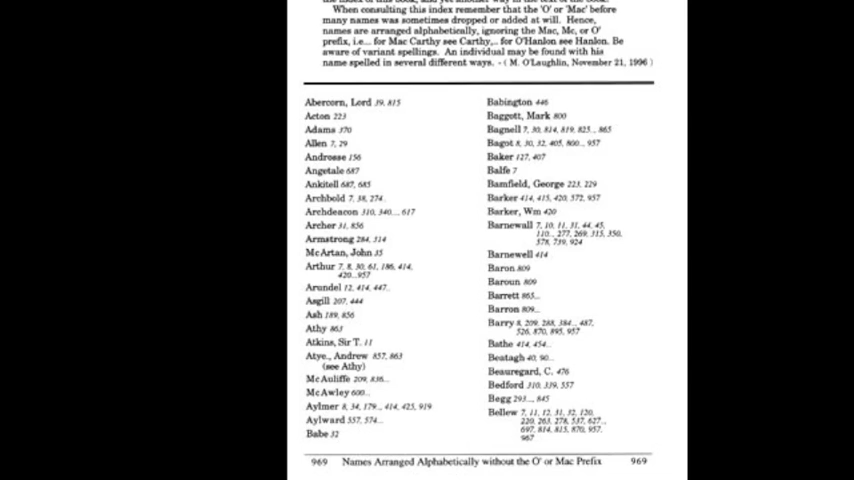 When consulting this index remember that the 'O' or 'Mac' before
many names was sometimes dropped or added at will. Hence,
names are arranged alphabetically, ignoring the Mac, Mc, or O'
prefix, i.e... for Mac Carthy see Carthy,.. for O'Hanlon see Hanlon. Be
aware of variant spellings. An individual may be found with his
name spelled in several different ways. - ( M. O'Laughlin, November 21, 1996 )
Abercorn, Lord 39, 815
Acton 223
Adams 370
Allen 7, 29
Androsse 156
Angetale 687
Ankitell 687, 685
Archbold 7, 38, 274..
Archdeacon 310, 340..., 617
Archer 31, 856
Armstrong 284, 314
McArtan, John 35
Arthur 7, 8, 30, 61, 186, 414,
420...957
Arundel 12, 414, 447..
Asgill 207, 444
Ash 189, 856
Athy 863
Atkins, Sir T. 11
Atye., Andrew 857, 863
(see Athy)
McAuliffe 209, 836...
McAwley 600...
Aylmer 8, 34, 179... 414, 425, 919
Aylward 557, 574...
Babe 32
Babington 446
Baggott, Mark 800
Bagnell 7, 30, 814, 819, 825... 865
Bagot 8, 30, 32, 405, 800... 957
Baker 127, 407
Balfe 7
Bamfield, George 223, 229
Barker 414, 415, 420, 572, 957
Barker, Wm 420
Barnewall 7, 10, 11, 31, 44, 45,
110... 277, 269, 315, 350,
578, 739, 924
Barnewell 414
Baron 809
Baroun 809
Barrett 865...
Barron 809...
Barry 8, 209, 288, 384... 487,
526, 870, 895, 957
Bathe 414, 454..
Beatagh 40, 90...
Beauregard, C. 476
Bedford 310, 339, 557
Begg 293..., 845
Bellew 7, 11, 12, 31, 32, 120,
220, 263, 278, 537, 627...
697, 814, 815, 870, 957,
967
969 Names Arranged Alphabetically without the O' or Mac Prefix 969